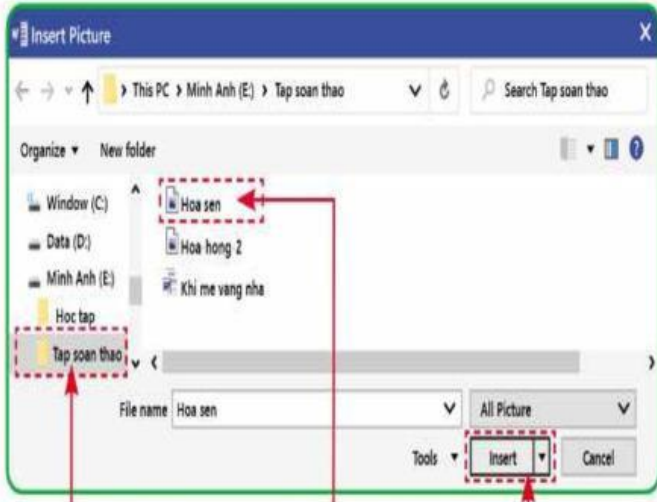 Insert Picture X
> This PC > Minh Anh (E:) > Tap soan thao
Search Tap soan thao
Organize ▾ New folder
Window (C:)
Data (D:)
Minh Anh (E:)
Hoc tap
Tap soan thao
Hoa sen
Hoa hong 2
Khi me vang nha
File name Hoa sen
All Picture
Tools ▾ Insert ▾ Cancel